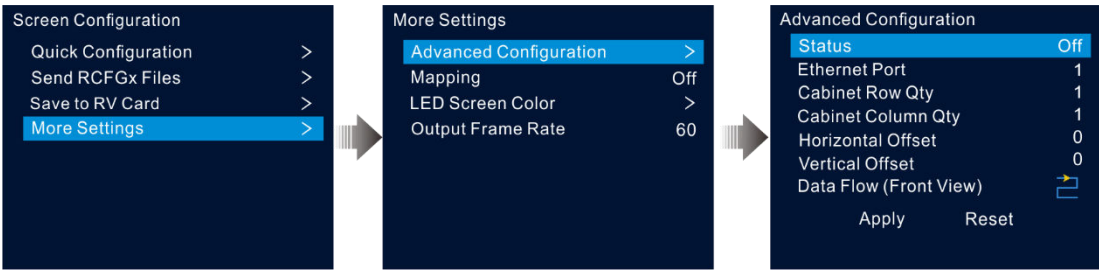 Screen Configuration
Quick Configuration >
Send RCFGx Files >
Save to RV Card >
More Settings >
More Settings
Advanced Configuration >
Mapping Off
LED Screen Color >
Output Frame Rate 60
Advanced Configuration
Status Off
Ethernet Port 1
Cabinet Row Qty 1
Cabinet Column Qty 1
Horizontal Offset 0
Vertical Offset 0
Data Flow (Front View)
Apply Reset